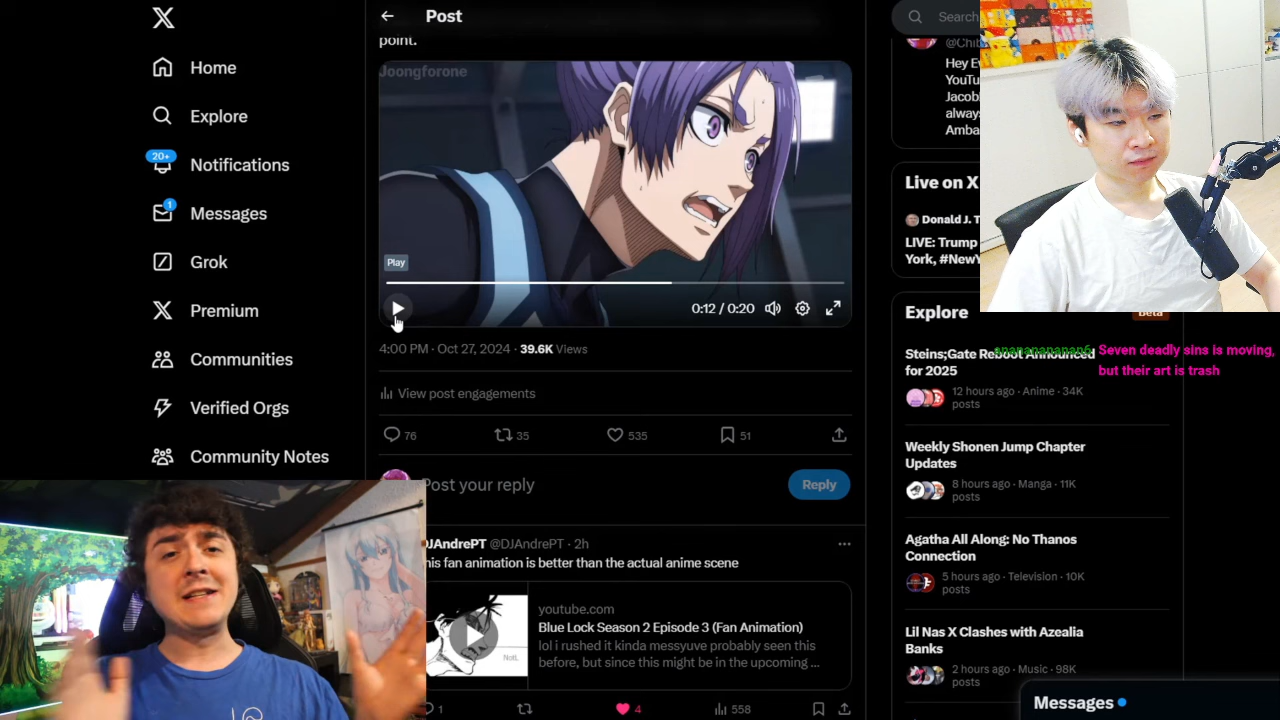 Post
point.
Home
Explore
Notifications
20+
Messages
1
Grok
Premium
Communities
Verified Orgs
Community Notes
Joongforone
Play
0:12 / 0:20
4:00 PM · Oct 27, 2024 · 39.6K Views
View post engagements
76
35
535
51
Post your reply
Reply
DJAndrePT @DJAndrePT · 2h
his fan animation is better than the actual anime scene
youtube.com
Blue Lock Season 2 Episode 3 (Fan Animation)
lol i rushed it kinda messyuve probably seen this
before, but since this might be in the upcoming ...
1
4
558
Search
@Chib
Hey Ev
YouTu
Jacob
always
Amba
Live on X
Donald J. T
LIVE: Trump
York, #NewY
Explore
Beta
Steins;Gate Reboot Announced
for 2025
12 hours ago · Anime · 34K
posts
Seven deadly sins is moving,
but their art is trash
Weekly Shonen Jump Chapter
Updates
8 hours ago · Manga · 11K
posts
Agatha All Along: No Thanos
Connection
5 hours ago · Television · 10K
posts
Lil Nas X Clashes with Azealia
Banks
2 hours ago · Music · 98K
posts
Messages